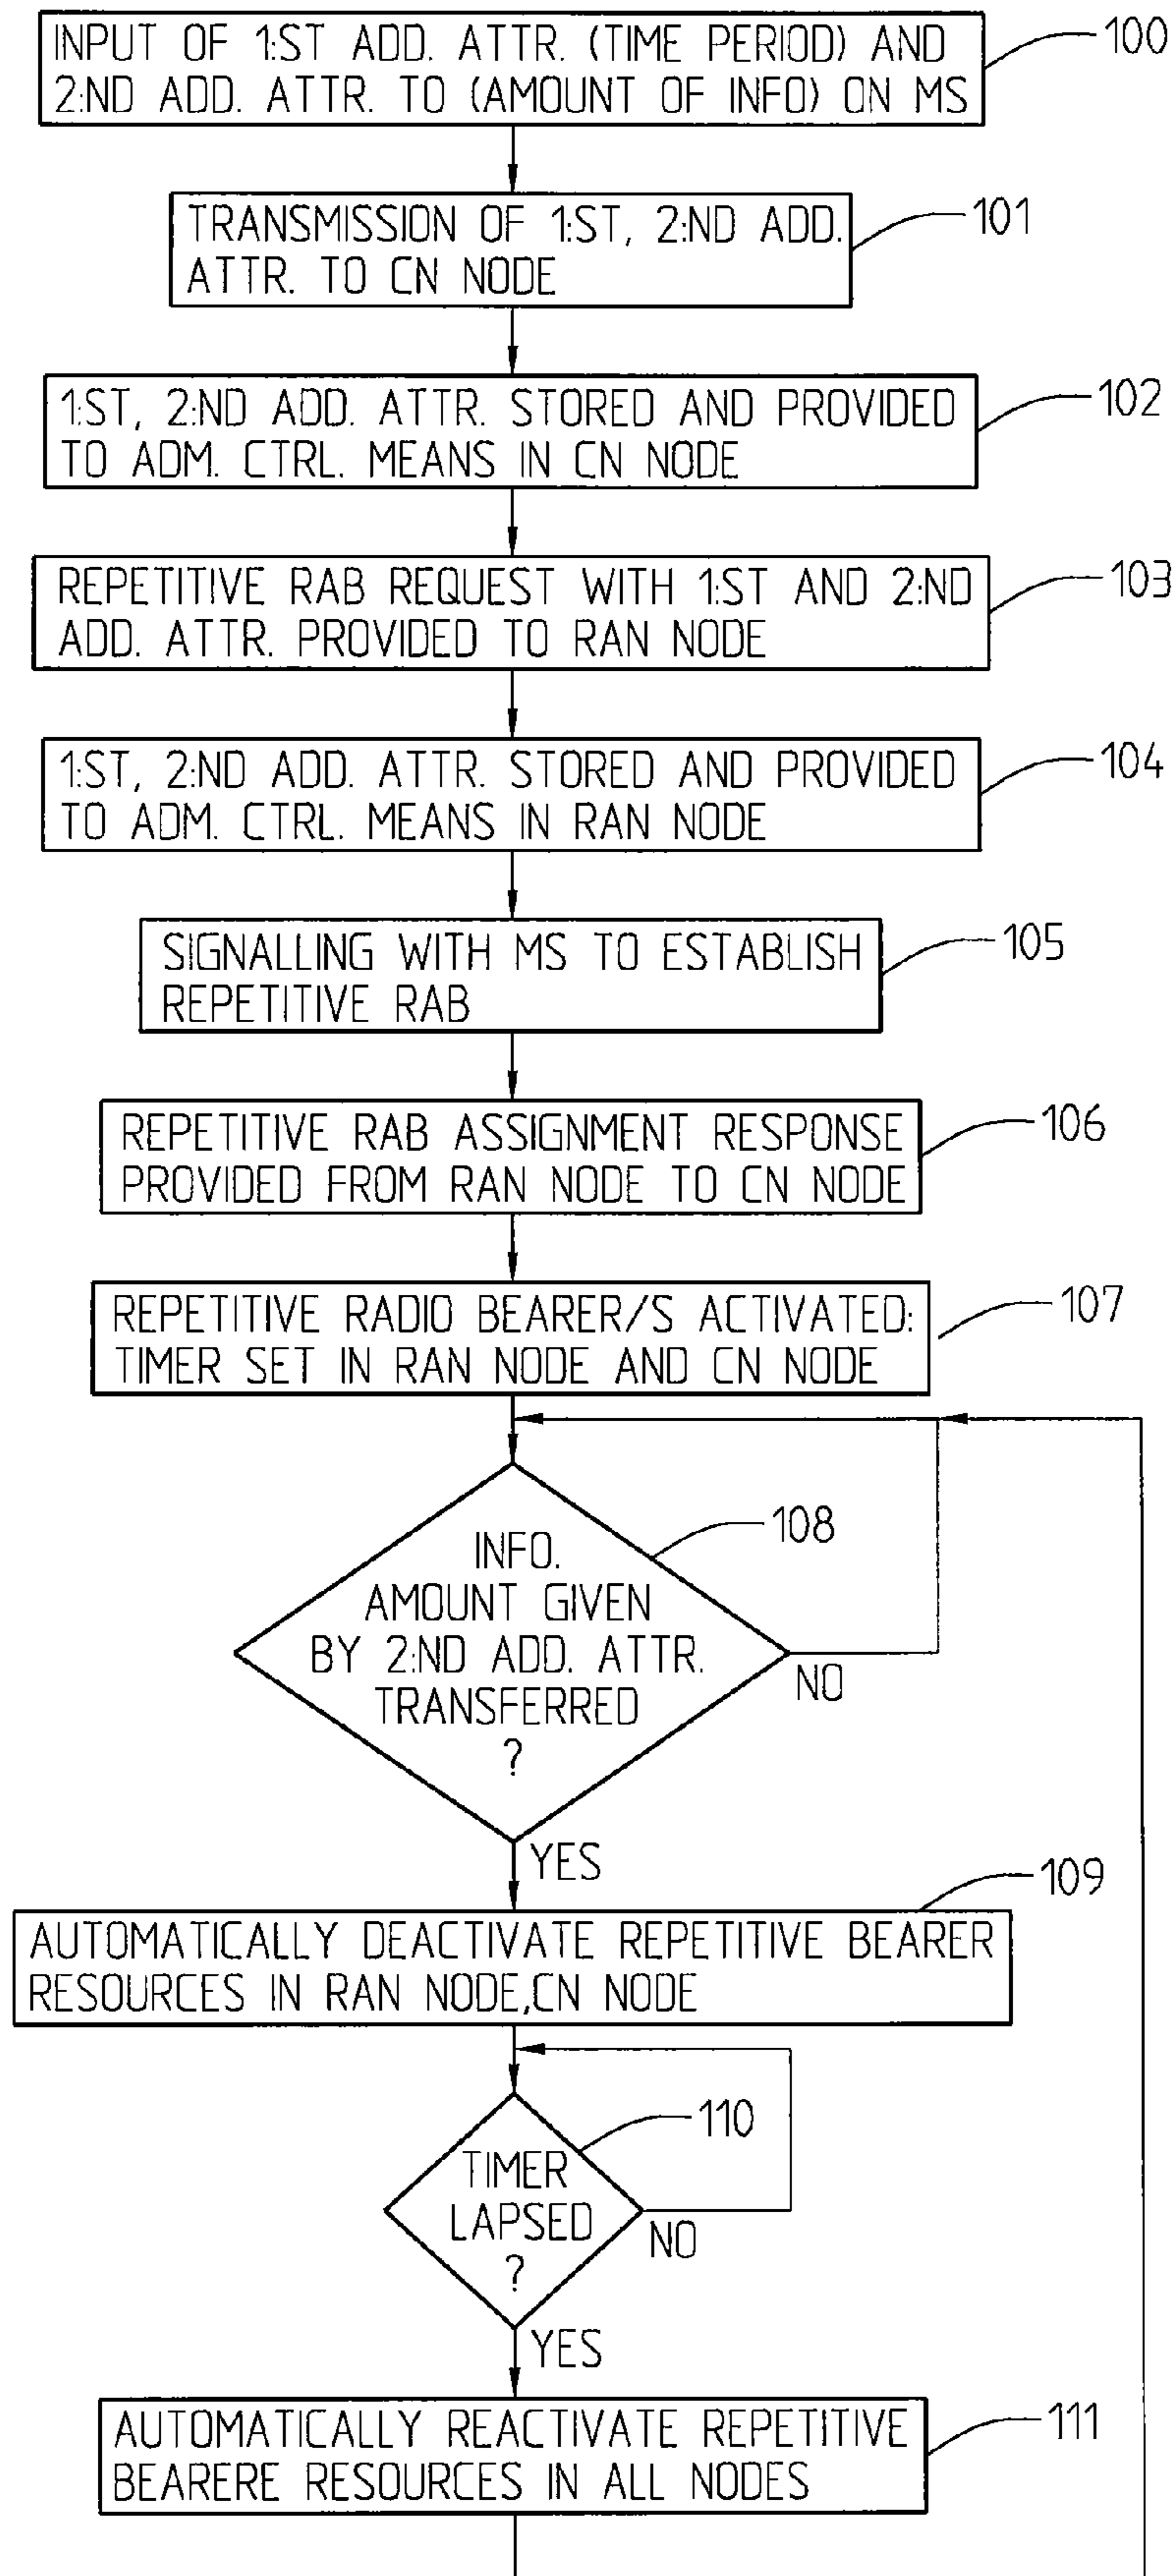 INPUT OF 1:ST ADD. ATTR. (TIME PERIOD) AND
2:ND ADD. ATTR. TO (AMOUNT OF INFO) ON MS
100
TRANSMISSION OF 1:ST, 2:ND ADD.
ATTR. TO CN NODE
101
1:ST, 2:ND ADD. ATTR. STORED AND PROVIDED
TO ADM. CTRL. MEANS IN CN NODE
102
REPETITIVE RAB REQUEST WITH 1:ST AND 2:ND
ADD. ATTR. PROVIDED TO RAN NODE
103
1:ST, 2:ND ADD. ATTR. STORED AND PROVIDED
TO ADM. CTRL. MEANS IN RAN NODE
104
SIGNALLING WITH MS TO ESTABLISH
REPETITIVE RAB
105
REPETITIVE RAB ASSIGNMENT RESPONSE
PROVIDED FROM RAN NODE TO CN NODE
106
REPETITIVE RADIO BEARER/S ACTIVATED:
TIMER SET IN RAN NODE AND CN NODE
107
INFO.
AMOUNT GIVEN
BY 2:ND ADD. ATTR.
TRANSFERRED
?
108
NO
YES
109
AUTOMATICALLY DEACTIVATE REPETITIVE BEARER
RESOURCES IN RAN NODE,CN NODE
110
TIMER
LAPSED
?
NO
YES
AUTOMATICALLY REACTIVATE REPETITIVE
BEARERE RESOURCES IN ALL NODES
111